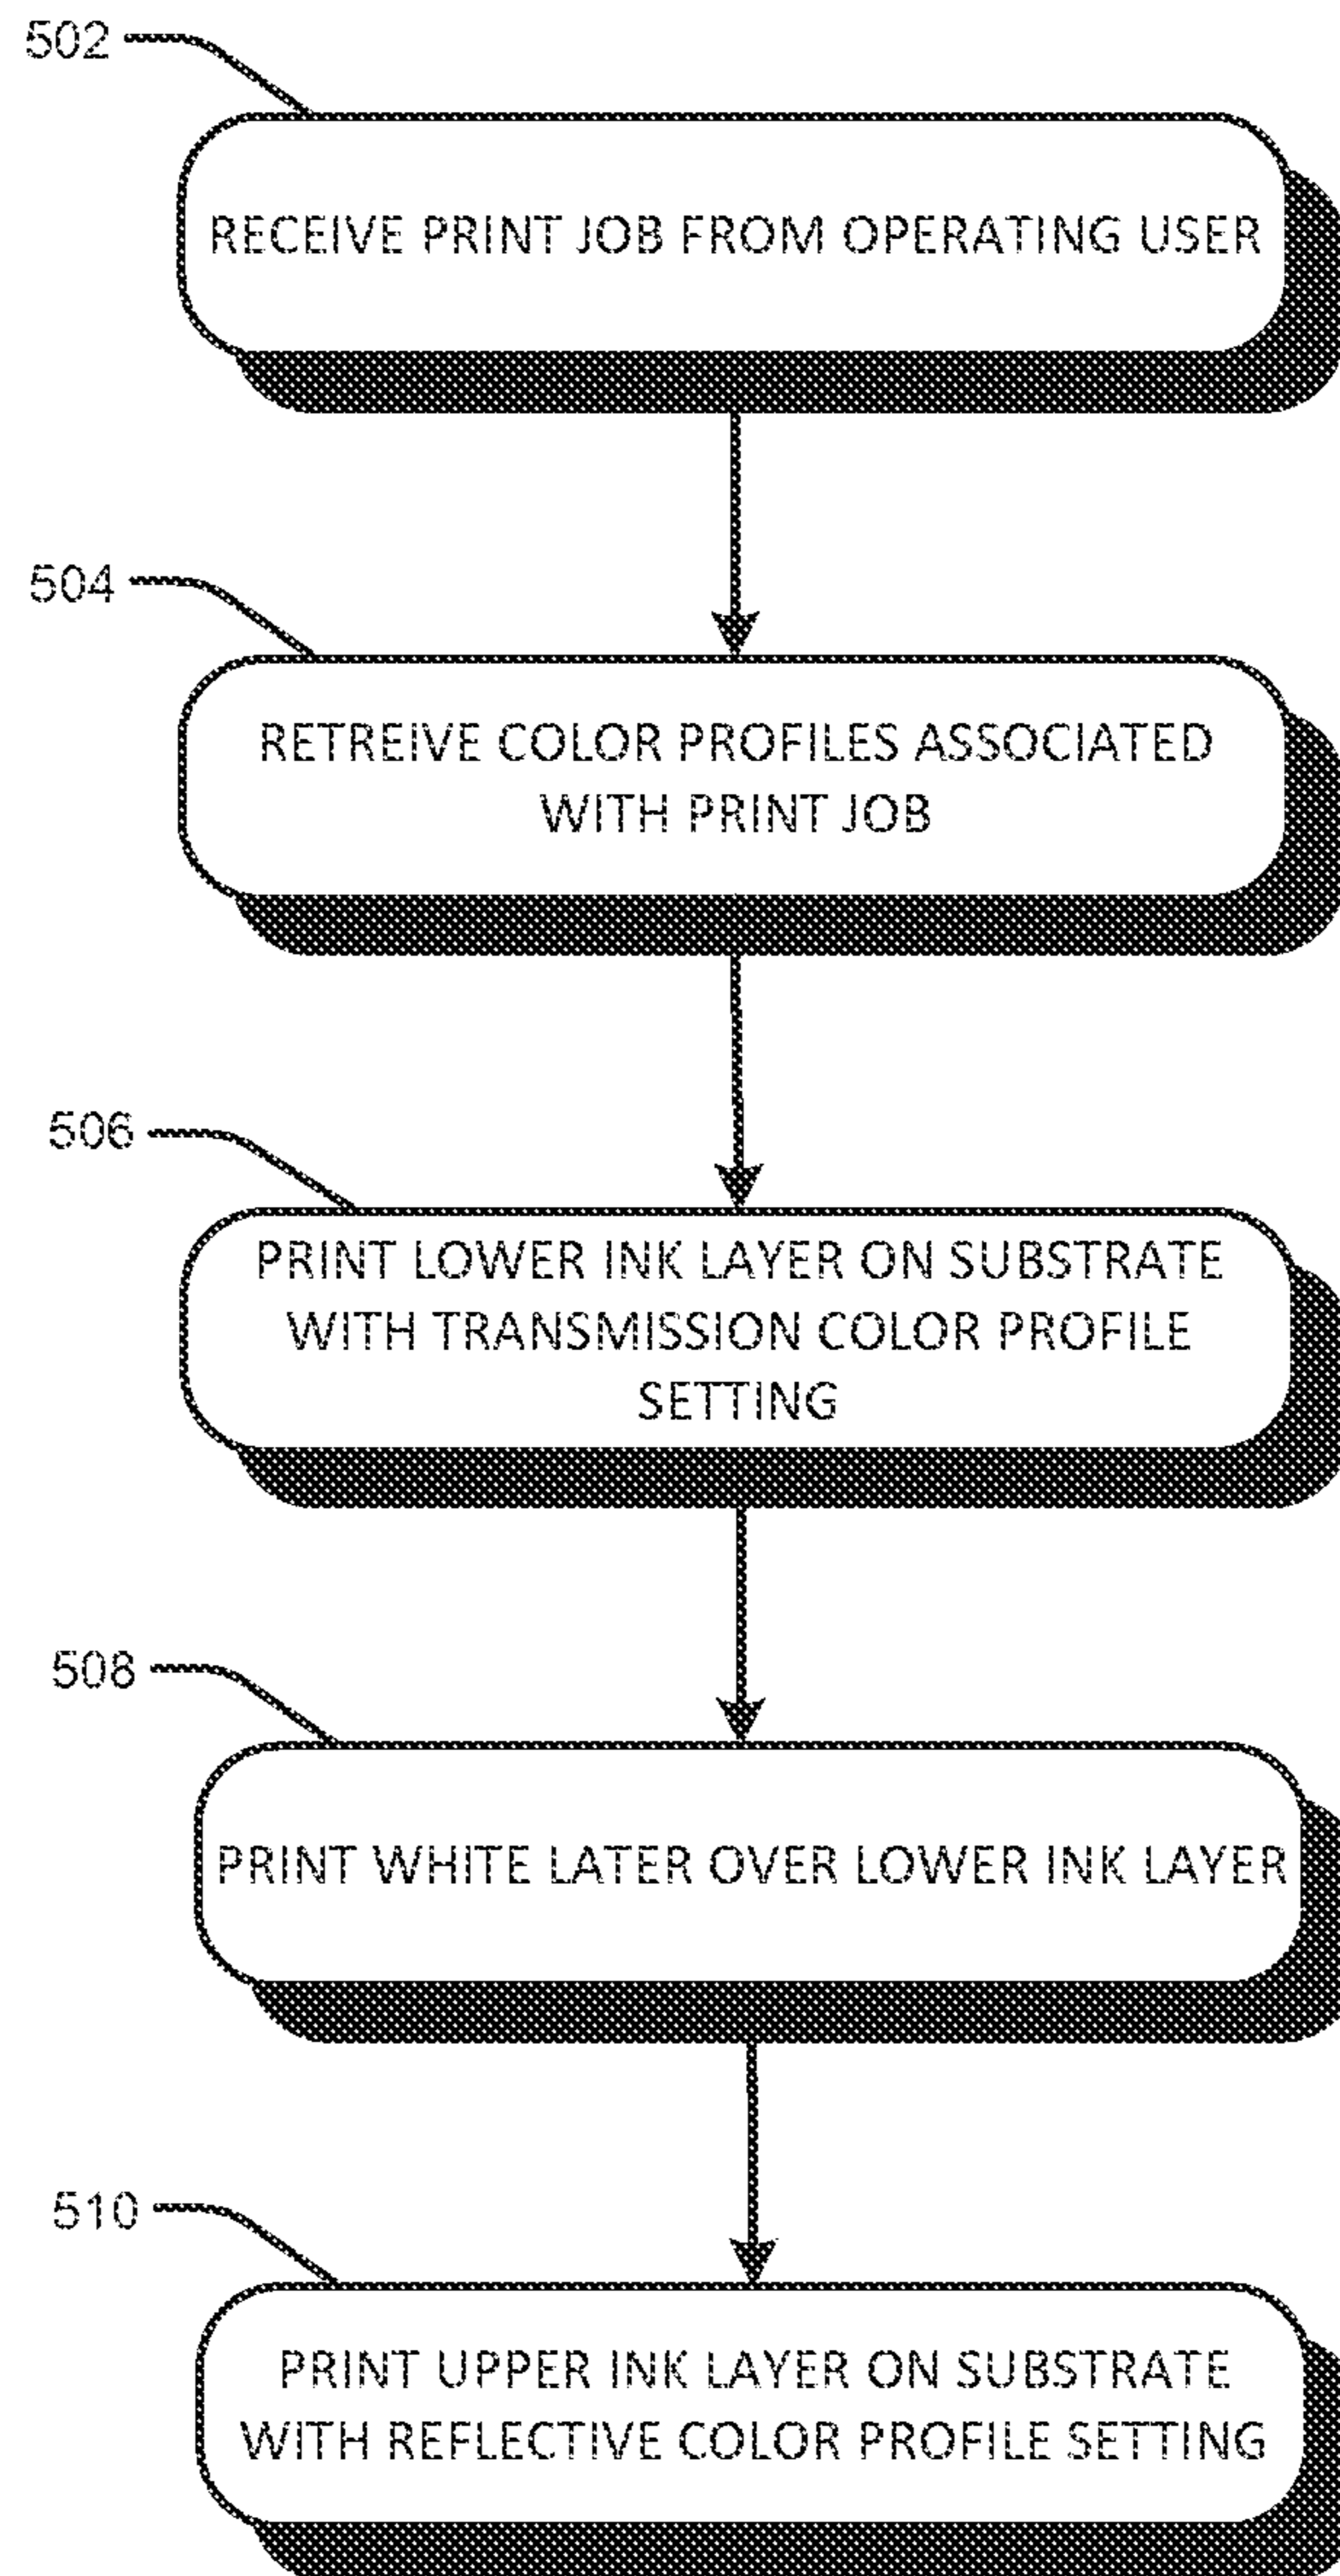 502
RECEIVE PRINT JOB FROM OPERATING USER
504
RETREIVE COLOR PROFILES ASSOCIATED
WITH PRINT JOB
506
PRINT LOWER INK LAYER ON SUBSTRATE
WITH TRANSMISSION COLOR PROFILE
SETTING
508
PRINT WHITE LATER OVER LOWER INK LAYER
510
PRINT UPPER INK LAYER ON SUBSTRATE
WITH REFLECTIVE COLOR PROFILE SETTING